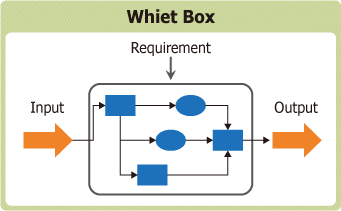 Whiet Box
Requirement
Input
Output